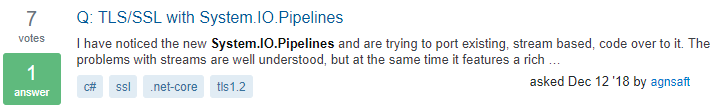 7
votes
1
answer
Q: TLS/SSL with System.IO.Pipelines
I have noticed the new System.IO.Pipelines and are trying to port existing, stream based, code over to it. The
problems with streams are well understood, but at the same time it features a rich …
c# ssl .net-core tls1.2
asked Dec 12 '18 by agnsaft